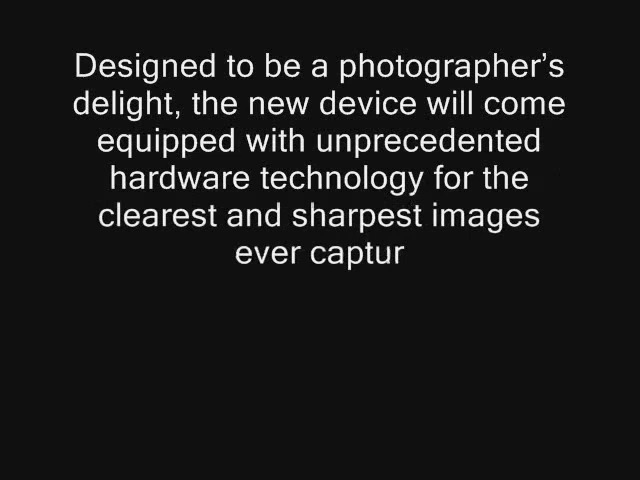 Designed to be a photographer’s
delight, the new device will come
equipped with unprecedented
hardware technology for the
clearest and sharpest images
ever captur